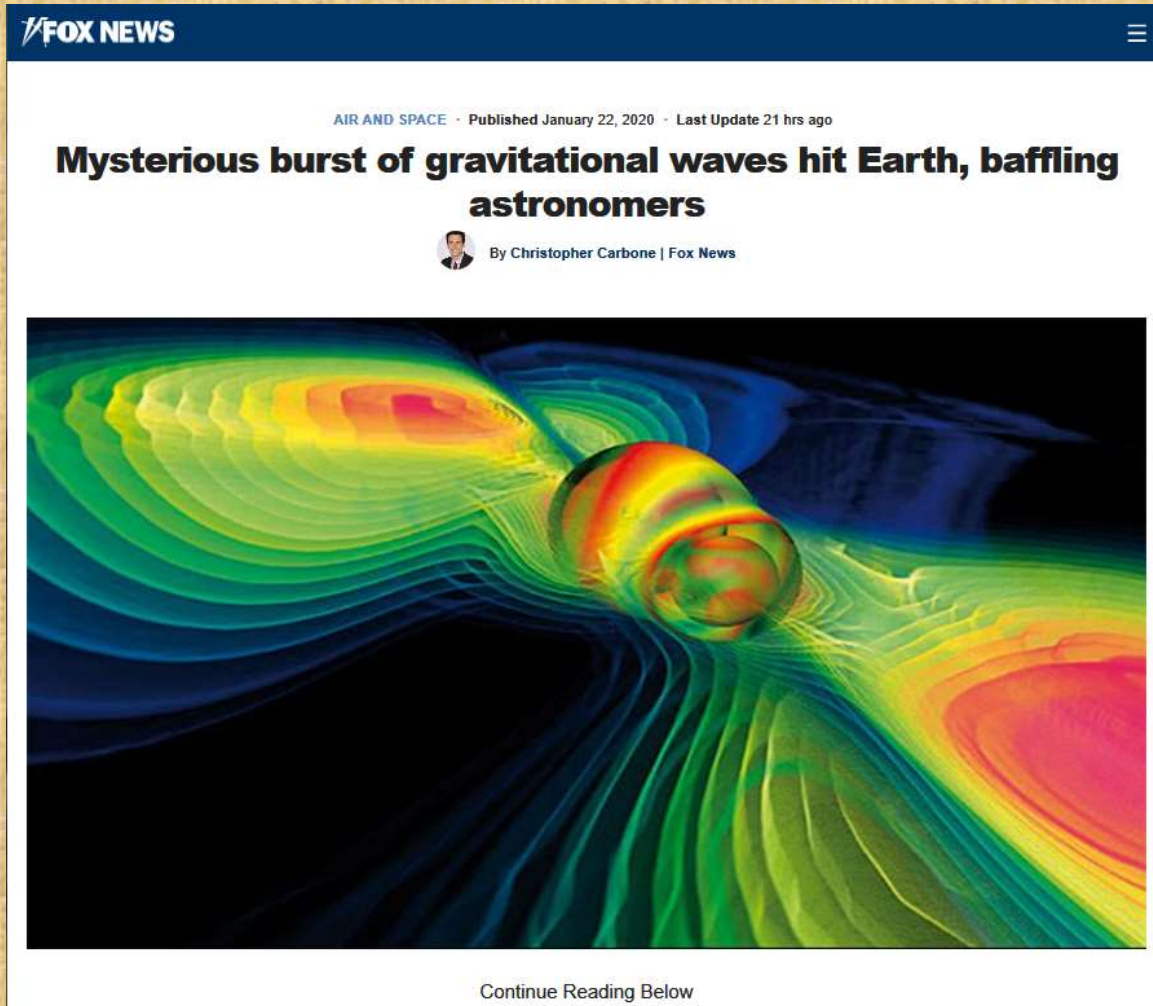 FOX NEWS
AIR AND SPACE · Published January 22, 2020 · Last Update 21 hrs ago
Mysterious burst of gravitational waves hit Earth, baffling
astronomers
By Christopher Carbone | Fox News
Continue Reading Below